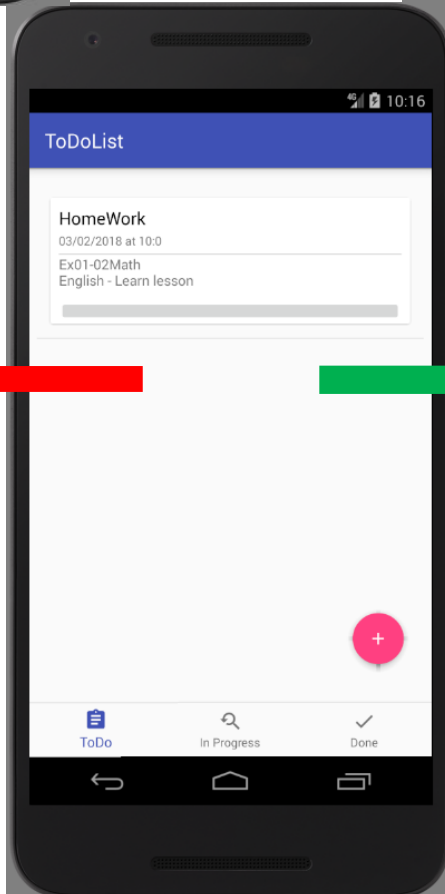 4G 10:16
ToDoList
HomeWork
03/02/2018 at 10:0
Ex01-02Math
English - Learn lesson
+
ToDo In Progress Done